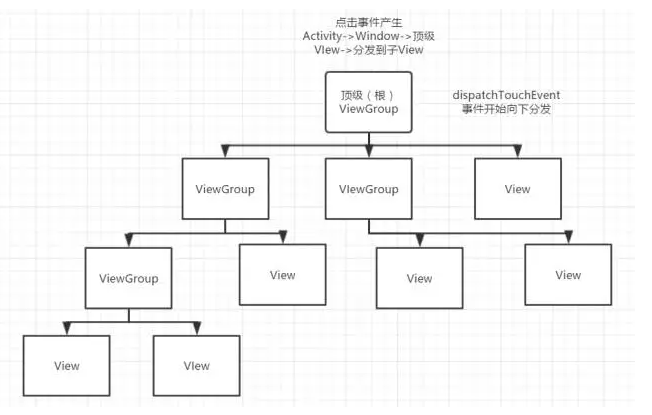 点击事件产生
Activity->Window->顶级
VIew->分发到子View
顶级（根）
ViewGroup
dispatchTouchEvent
事件开始向下分发
ViewGroup
VIewGroup
View
ViewGroup
View
View
View
View
VIew